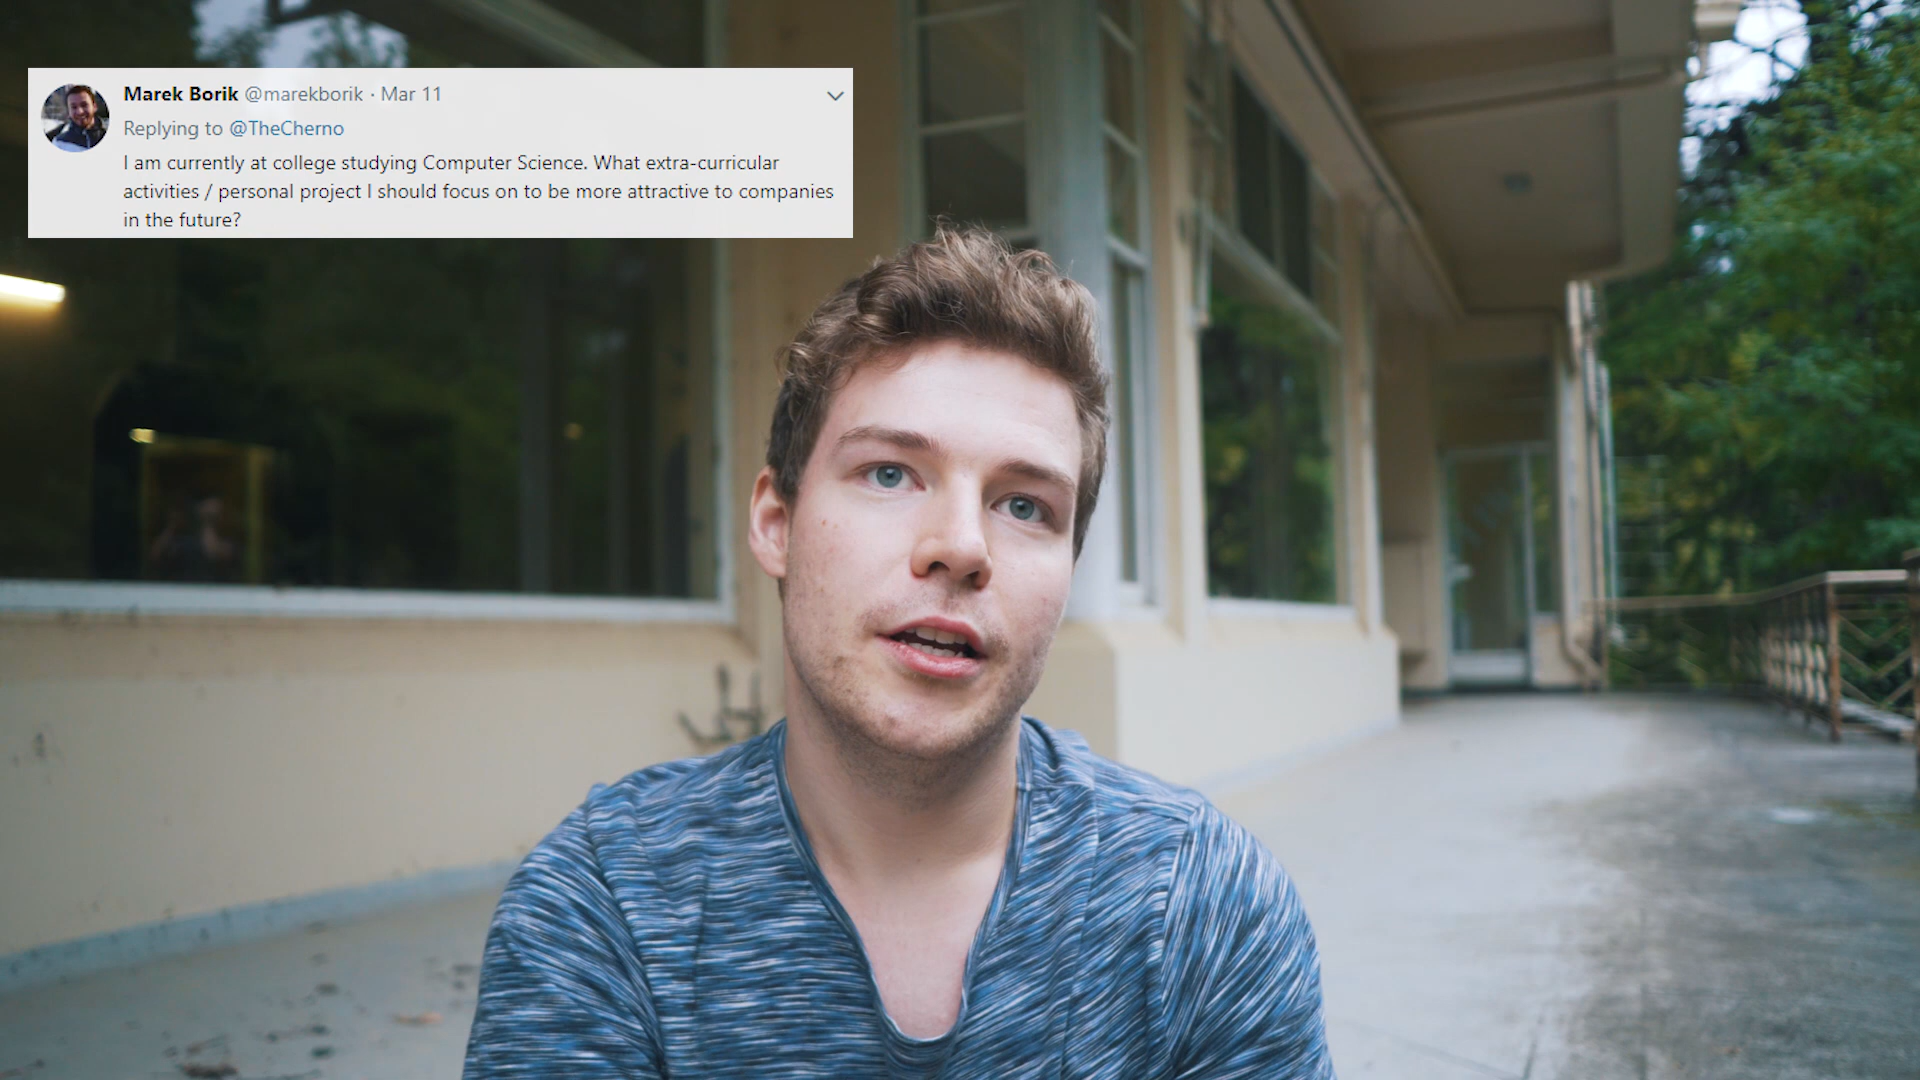 Marek Borik @marekborik · Mar 11
Replying to @TheCherno
I am currently at college studying Computer Science. What extra-curricular
activities / personal project I should focus on to be more attractive to companies
in the future?